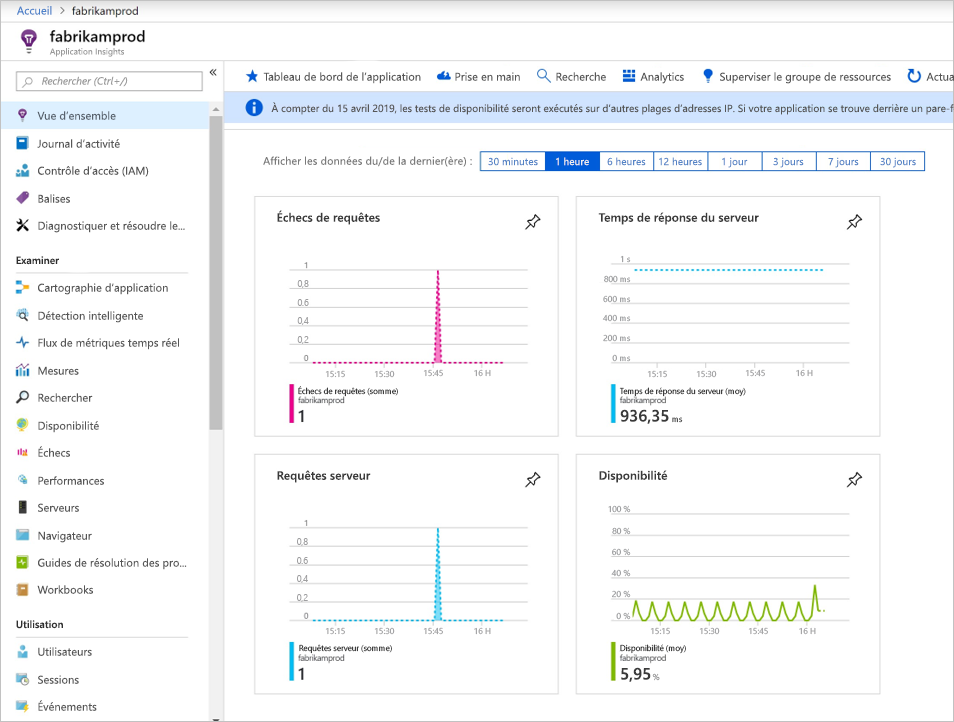 Accueil > fabrikamprod
fabrikamprod
Application Insights
Rechercher (Ctrl+/)
«
Vue d'ensemble
Journal d'activité
Contrôle d'accès (IAM)
Balises
Diagnostiquer et résoudre le...
Examiner
Cartographie d'application
Détection intelligente
Flux de métriques temps réel
Mesures
Rechercher
Disponibilité
Échecs
Performances
Serveurs
Navigateur
Guides de résolution des pro...
Workbooks
Utilisation
Utilisateurs
Sessions
Événements
Tableau de bord de l'application Prise en main Recherche Analytics Superviser le groupe de ressources Actua
À compter du 15 avril 2019, les tests de disponibilité seront exécutés sur d'autres plages d'adresses IP. Si votre application se trouve derrière un pare-f
Afficher les données du/de la dernier(ère) : 30 minutes 1 heure 6 heures 12 heures 1 jour 3 jours 7 jours 30 jours
Échecs de requêtes
1
0,8
0,6
0,4
0,2
0
15:15 15:30 15:45 16 H
Échecs de requêtes (somme)
fabrikamprod
1
Temps de réponse du serveur
1 s
800 ms
600 ms
400 ms
200 ms
0 ms
15:15 15:30 15:45 16 H
Temps de réponse du serveur (moy)
fabrikamprod
936,35 ms
Requêtes serveur
1
0,8
0,6
0,4
0,2
0
15:15 15:30 15:45 16 H
Requêtes serveur (somme)
fabrikamprod
1
Disponibilité
100 %
80 %
60 %
40 %
20 %
0 %
15:15 15:30 15:45 16 H
Disponibilité (moy)
fabrikamprod
5,95 %